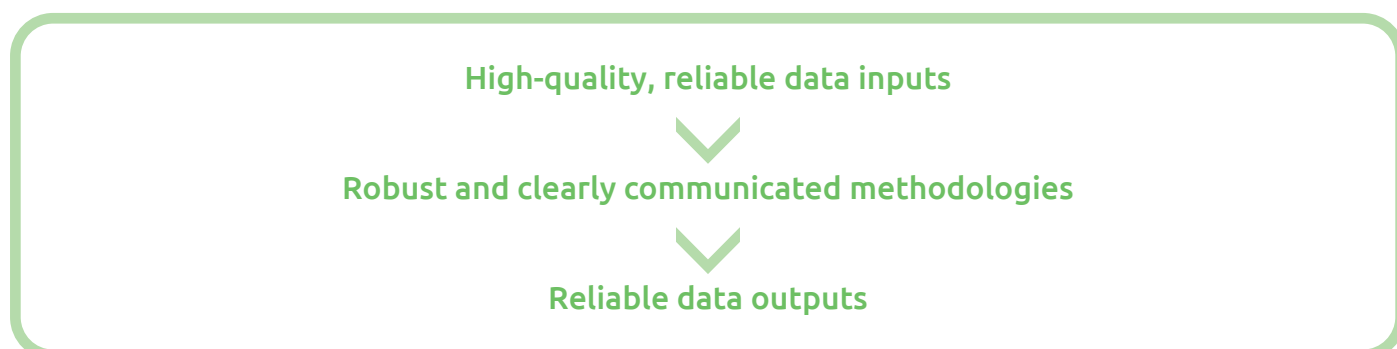 High-quality, reliable data inputs
Robust and clearly communicated methodologies
Reliable data outputs